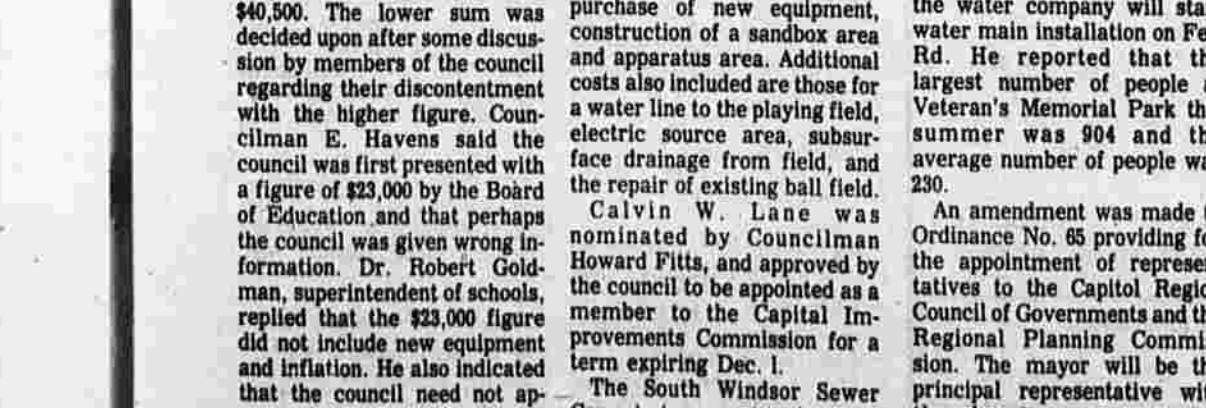 $40,500. The lower sum was
decided upon after some discus-
sion by members of the council
regarding their discontentment
with the higher figure. Coun-
cilman E. Havens said the
council was first presented with
a figure of $23,000 by the Board
of Education and that perhaps
the council was given wrong in-
formation. Dr. Robert Gold-
man, superintendent of schools,
replied that the $23,000 figure
did not include new equipment
and inflation. He also indicated
that the council need not ap-
purchase of new equipment,
construction of a sandbox area
and apparatus area. Additional
costs also included are those for
a water line to the playing field,
electric source area, subsur-
face drainage from field, and
the repair of existing ball field.
Calvin W. Lane was
nominated by Councilman
Howard Fitts, and approved by
the council to be appointed as a
member to the Capital Im-
provements Commission for a
term expiring Dec. 1.
The South Windsor Sewer
the water company will sta
water main installation on Fe
Rd. He reported that th
largest number of people a
Veteran's Memorial Park th
summer was 904 and th
average number of people wa
230.
An amendment was made t
Ordinance No. 65 providing fo
the appointment of represen
tatives to the Capitol Regio
Council of Governments and th
Regional Planning Commi
sion. The mayor will be th
principal representative wit